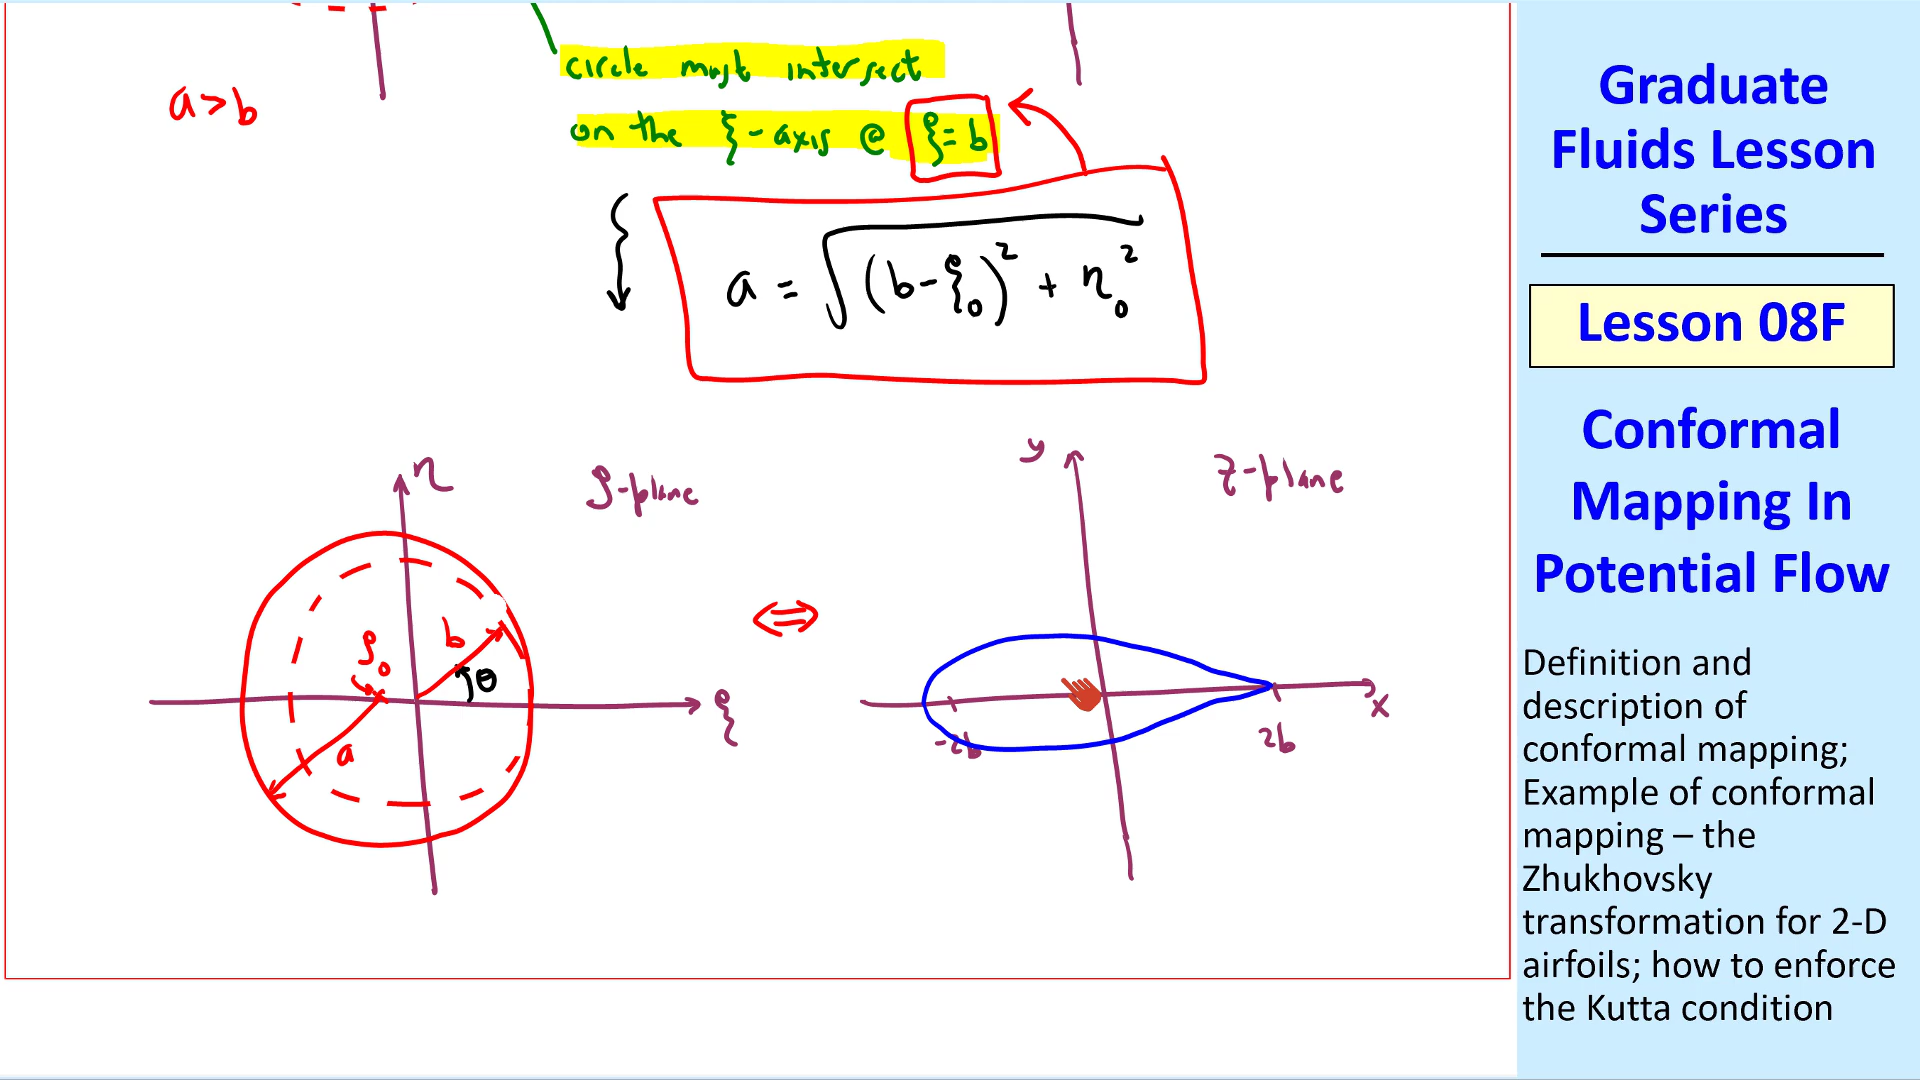 circle must intersect
on the ξ-axis @ ξ=b
a>b
a = √(b-ξ₀)² + η₀²
η
ζ-plane
b
ζ₀
θ
a
ξ
⇔
y
z-plane
-2b
2b
x
Graduate
Fluids Lesson
Series
Lesson 08F
Conformal
Mapping In
Potential Flow
Definition and
description of
conformal mapping;
Example of conformal
mapping – the
Zhukhovsky
transformation for 2-D
airfoils; how to enforce
the Kutta condition